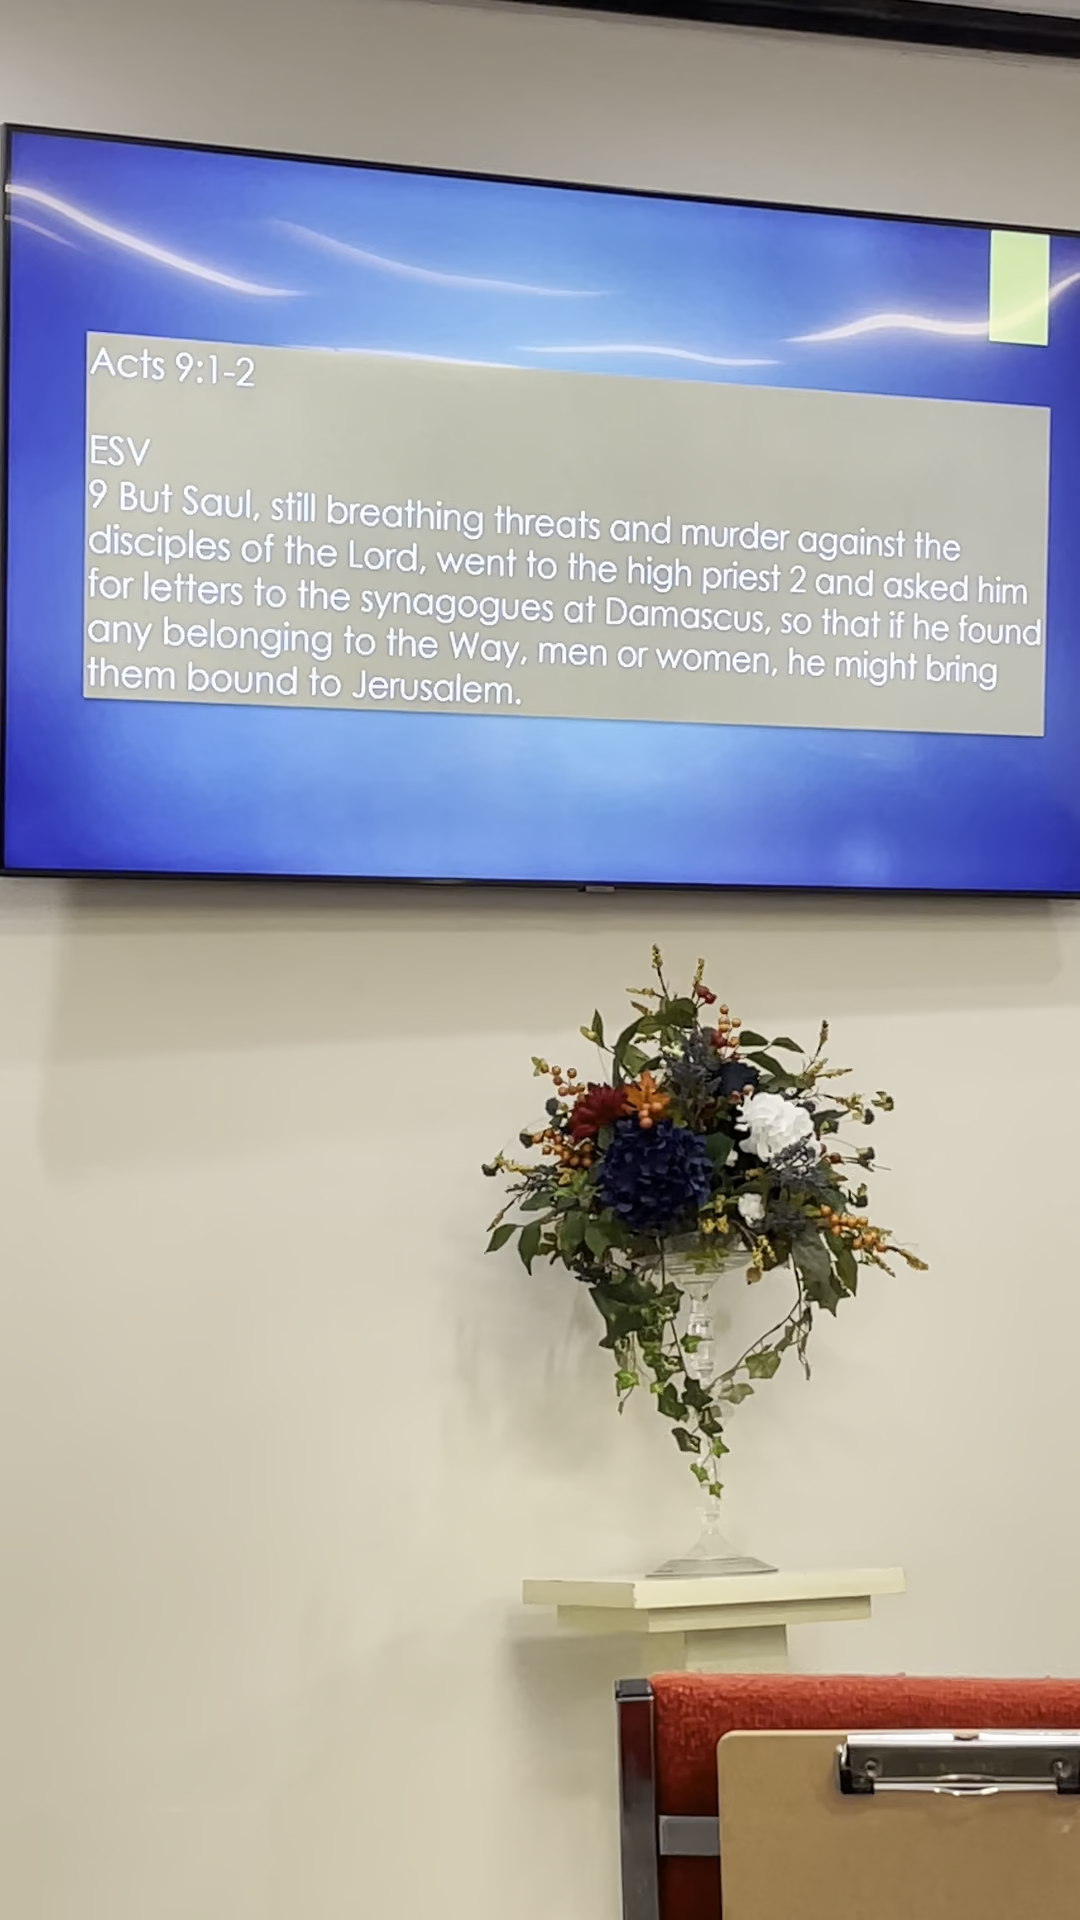 Acts 9:1-2
ESV
9 But Saul, still breathing threats and murder against the
disciples of the Lord, went to the high priest 2 and asked him
for letters to the synagogues at Damascus, so that if he found
any belonging to the Way, men or women, he might bring
them bound to Jerusalem.